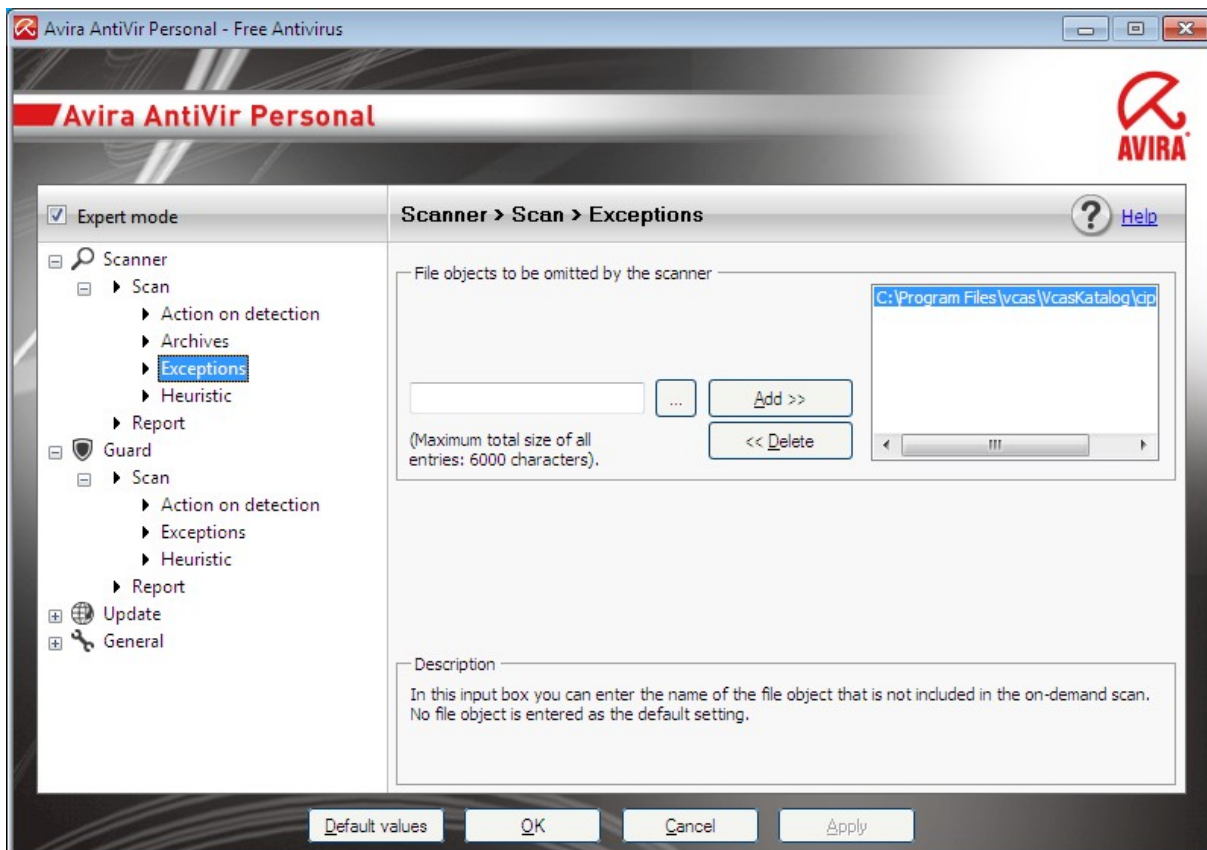 Avira AntiVir Personal - Free Antivirus
Avira AntiVir Personal
AVIRA
Expert mode
Scanner
Scan
Action on detection
Archives
Exceptions
Heuristic
Report
Guard
Scan
Action on detection
Exceptions
Heuristic
Report
Update
General
Scanner > Scan > Exceptions
? Help
File objects to be omitted by the scanner
C:\Program Files\vcas\VcasKatalog\cip
...
Add >>
<< Delete
(Maximum total size of all
entries: 6000 characters).
Description
In this input box you can enter the name of the file object that is not included in the on-demand scan.
No file object is entered as the default setting.
Default values
OK
Cancel
Apply